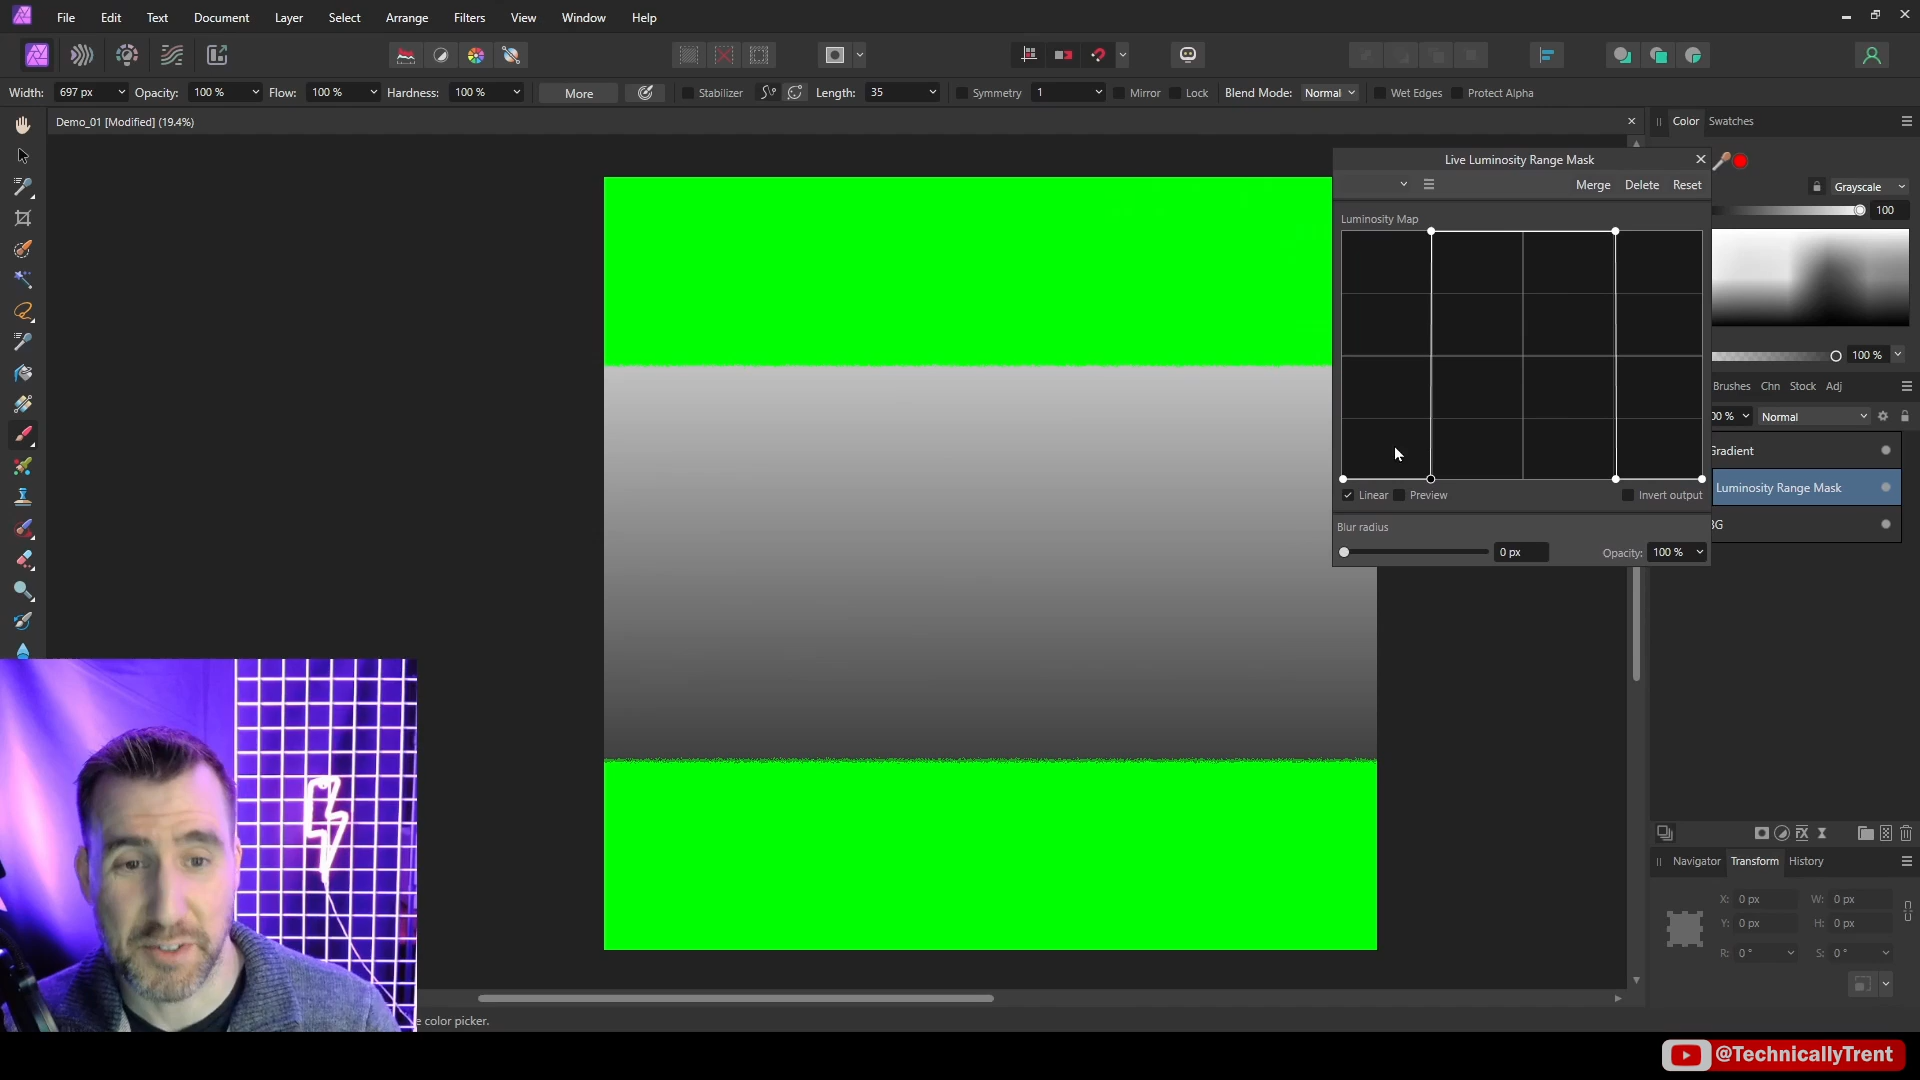 File Edit Text Document Layer Select Arrange Filters View Window Help
Width: 697 px Opacity: 100 % Flow: 100 % Hardness: 100 % More Stabilizer Length: 35 Symmetry 1 Mirror Lock Blend Mode: Normal Wet Edges Protect Alpha
Demo_01 [Modified] (19.4%)
Color Swatches
Live Luminosity Range Mask
Merge Delete Reset
Grayscale
100
Luminosity Map
100 %
Brushes Chn Stock Adj
00 % Normal
Gradient
Luminosity Range Mask
BG
Linear Preview Invert output
Blur radius
0 px Opacity: 100 %
Navigator Transform History
X: 0 px W: 0 px
Y: 0 px H: 0 px
R: 0 ° S: 0 °
e color picker.
@TechnicallyTrent